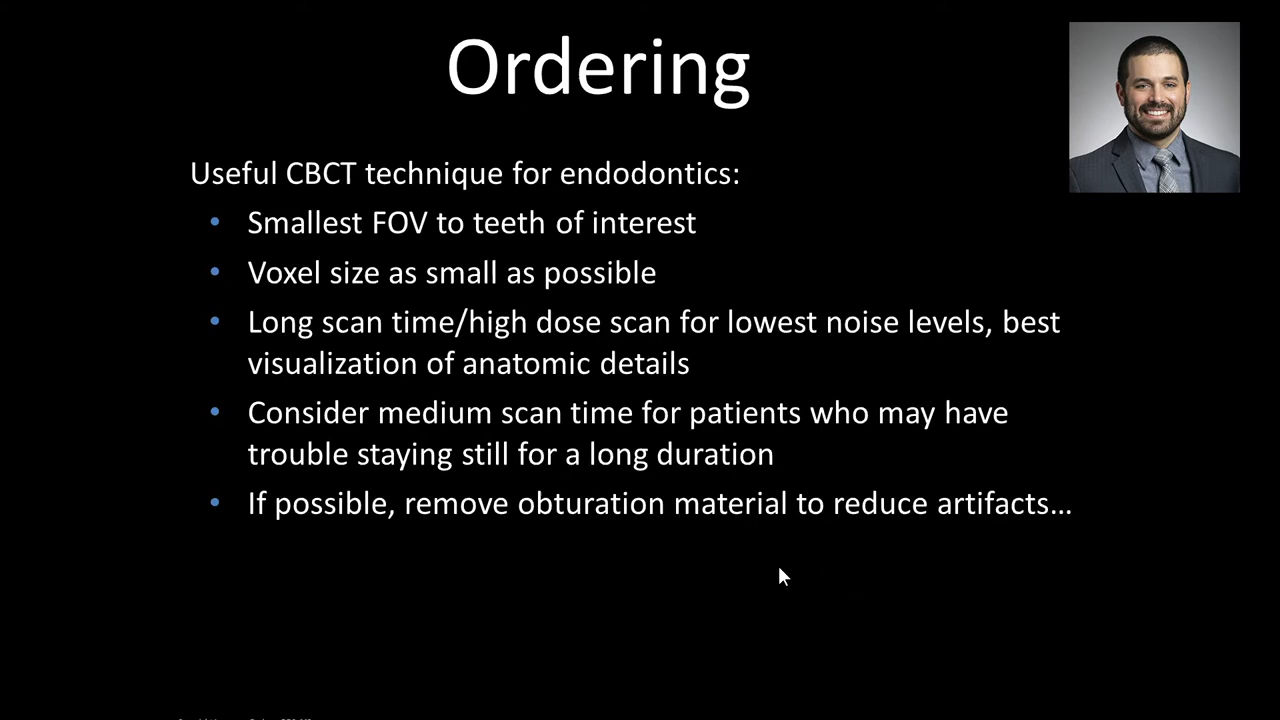 Ordering
Useful CBCT technique for endodontics:
• Smallest FOV to teeth of interest
• Voxel size as small as possible
• Long scan time/high dose scan for lowest noise levels, best
visualization of anatomic details
• Consider medium scan time for patients who may have
trouble staying still for a long duration
• If possible, remove obturation material to reduce artifacts…